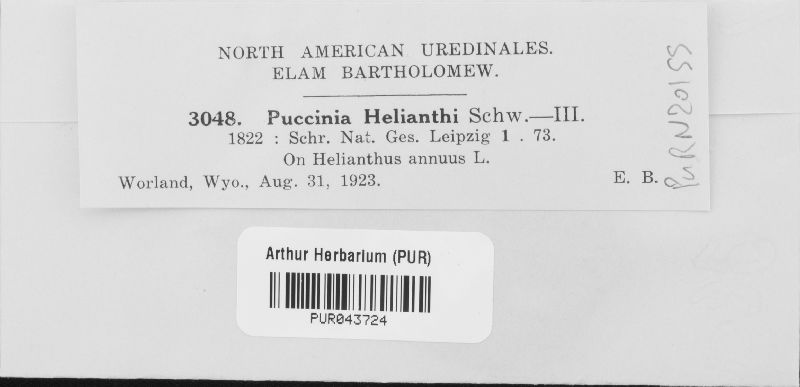 NORTH AMERICAN UREDINALES.
ELAM BARTHOLOMEW.
3048. Puccinia Helianthi Schw.—III.
1822 : Schr. Nat. Ges. Leipzig 1 . 73.
On Helianthus annuus L.
Worland, Wyo., Aug. 31, 1923. E. B.
PURN20155
Arthur Herbarium (PUR)
PUR043724